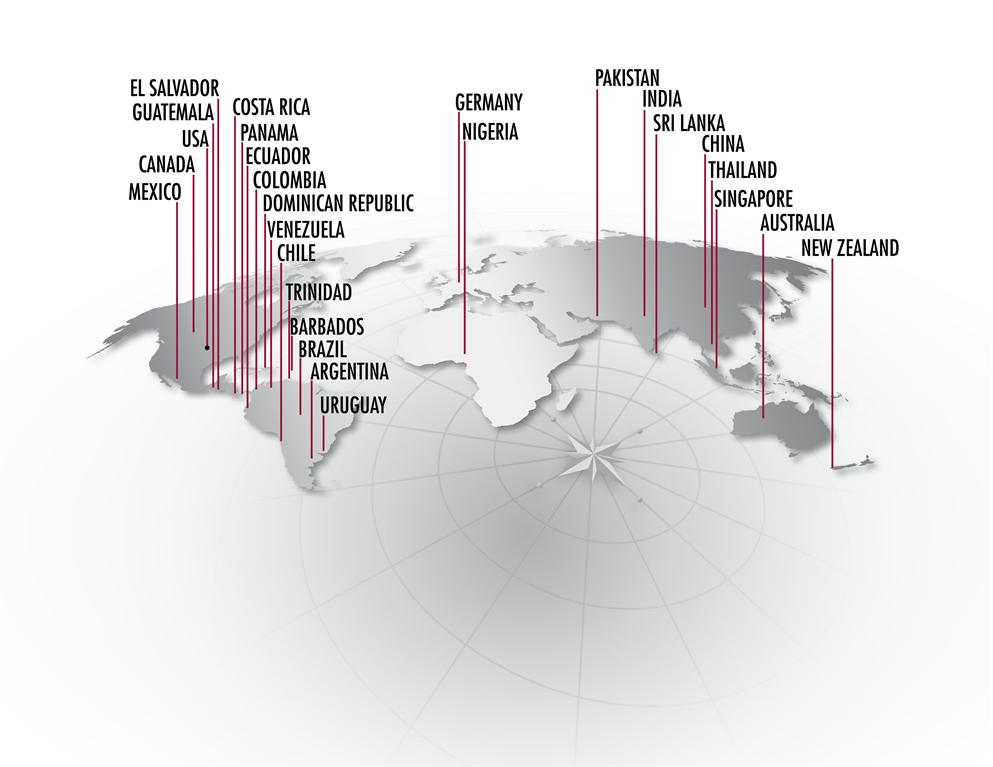 EL SALVADOR
GUATEMALA
USA
CANADA
MEXICO
COSTA RICA
PANAMA
ECUADOR
COLOMBIA
DOMINICAN REPUBLIC
VENEZUELA
CHILE
TRINIDAD
BARBADOS
BRAZIL
ARGENTINA
URUGUAY
GERMANY
NIGERIA
PAKISTAN
INDIA
SRI LANKA
CHINA
THAILAND
SINGAPORE
AUSTRALIA
NEW ZEALAND